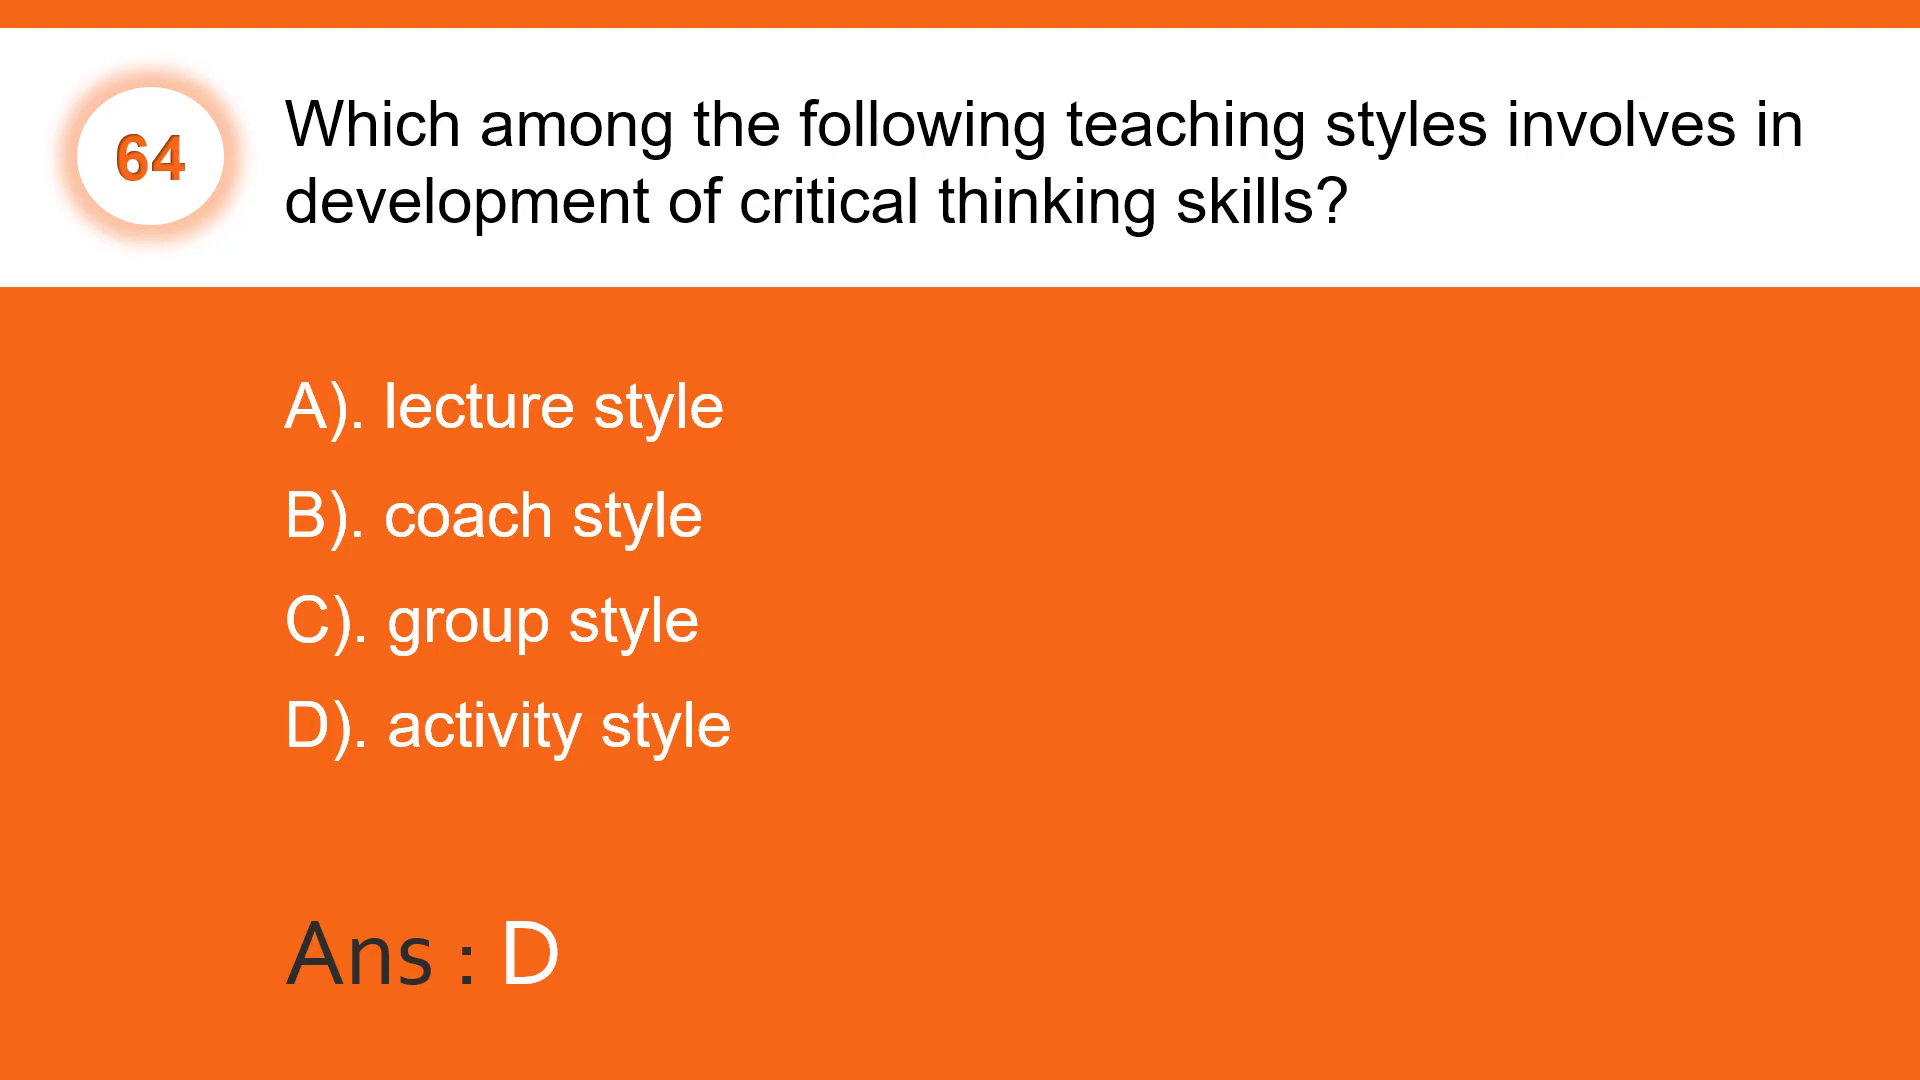 64
Which among the following teaching styles involves in
development of critical thinking skills?
A). lecture style
B). coach style
C). group style
D). activity style
Ans : D